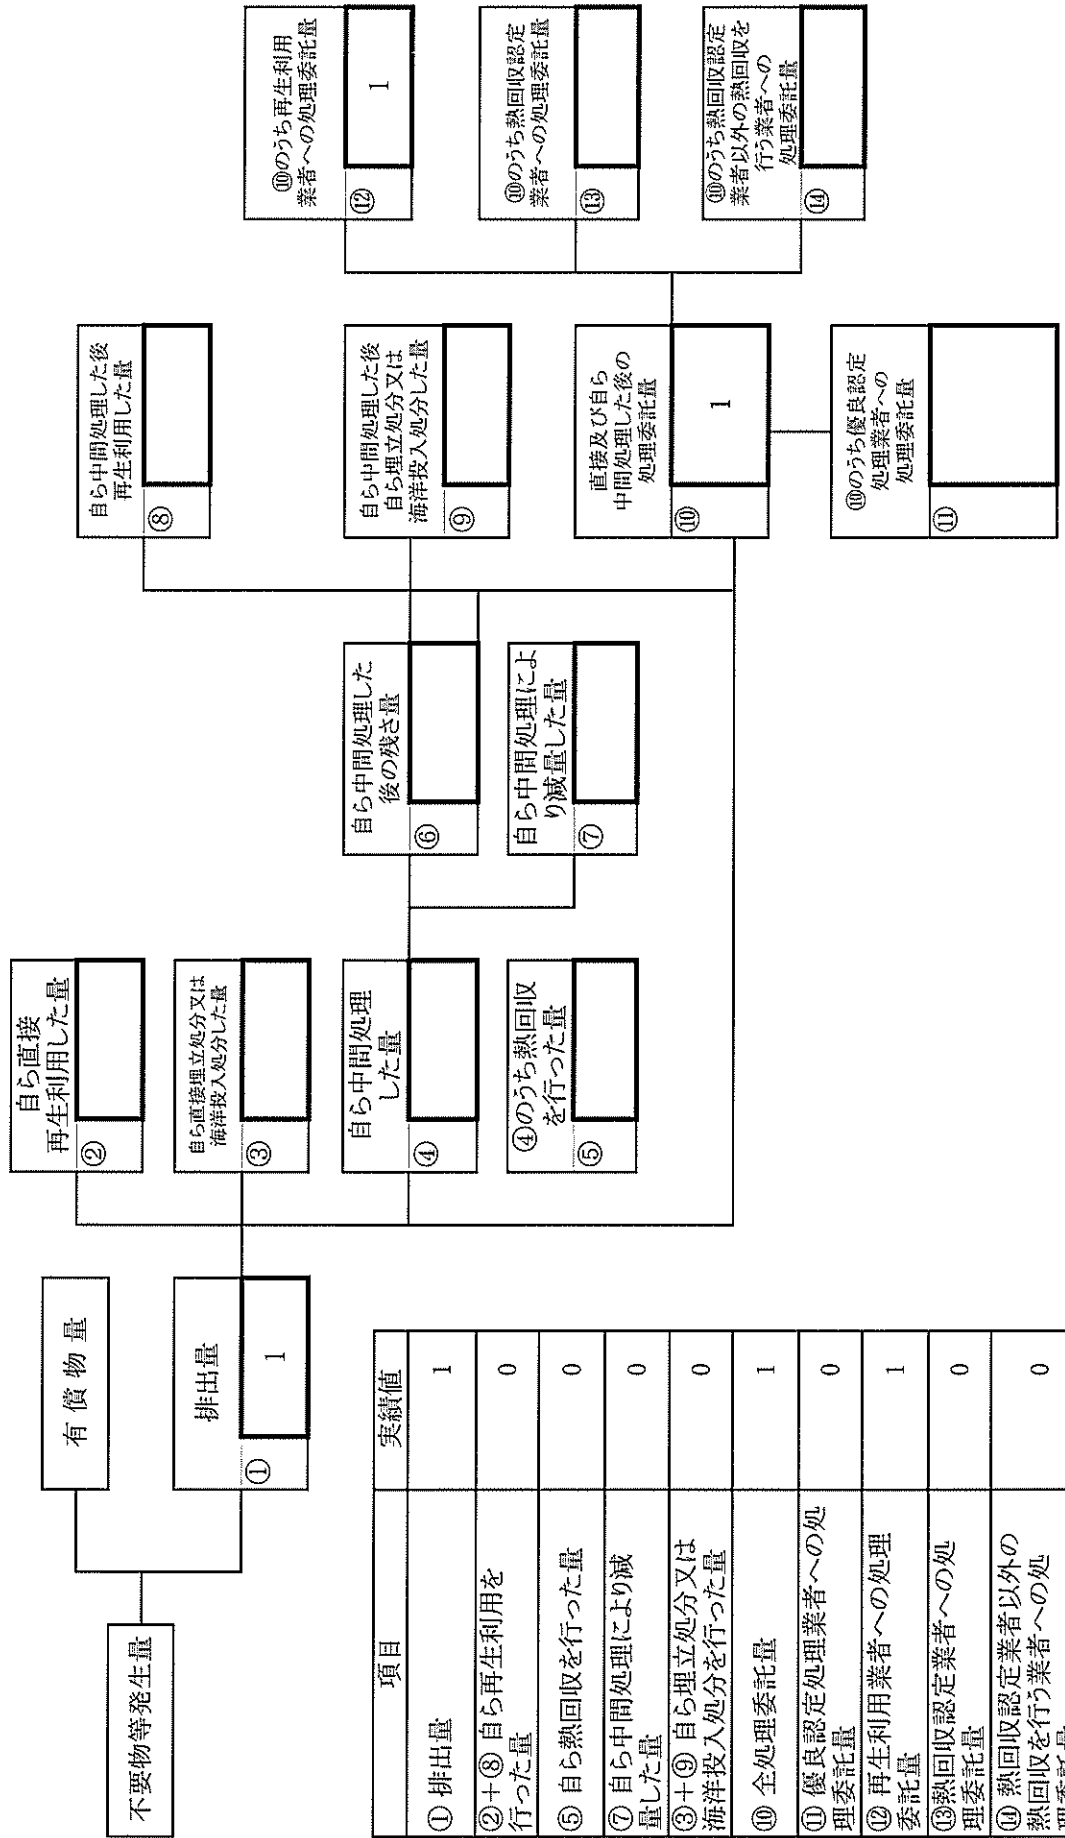 不要物等発生量
有償物量
排出量
①
1
自ら直接
再生利用した量
②
自ら直接埋立処分又は
海洋投入処分した量
③
自ら中間処理
した量
④
④のうち熱回収
を行った量
⑤
自ら中間処理した
後の残さ量
⑥
自ら中間処理によ
り減量した量
⑦
自ら中間処理した後
再生利用した量
⑧
自ら中間処理した後
自ら埋立処分又は
海洋投入処分した量
⑨
直接及び自ら
中間処理した後の
処理委託量
⑩
1
⑩のうち優良認定
処理業者への
処理委託量
⑪
⑩のうち再生利用
業者への処理委託量
⑫
1
⑩のうち熱回収認定
業者への処理委託量
⑬
⑩のうち熱回収認定
業者以外の熱回収を
行う業者への
処理委託量
⑭
項目 実績値
① 排出量 1
②+⑧ 自ら再生利用を
行った量 0
⑤ 自ら熱回収を行った量 0
⑦ 自ら中間処理により減
量した量 0
③+⑨ 自ら埋立処分又は
海洋投入処分を行った量 0
⑩ 全処理委託量 1
⑪ 優良認定処理業者への処
理委託量 0
⑫ 再生利用業者への処理
委託量 1
⑬熱回収認定業者への処
理委託量 0
⑭ 熱回収認定業者以外の
熱回収を行う業者への処
理委託量 0